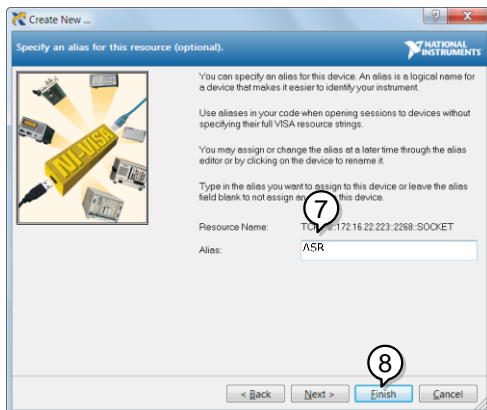 Create New ...
Specify an alias for this resource (optional).
NATIONAL
INSTRUMENTS
You can specify an alias for this device. An alias is a logical name for
a device that makes it easier to identify your instrument.
Use aliases in your code when opening sessions to devices without
specifying their full VISA resource strings.
You may assign or change the alias at a later time through the alias
editor or by clicking on the device to rename it.
Type in the alias you want to assign to this device or leave the alias
field blank to not assign an this device.
NI-VISA
7
Resource Name: 172.16.22.223::2268::SOCKET
Alias: ASR
8
< Back Next > Finish Cancel